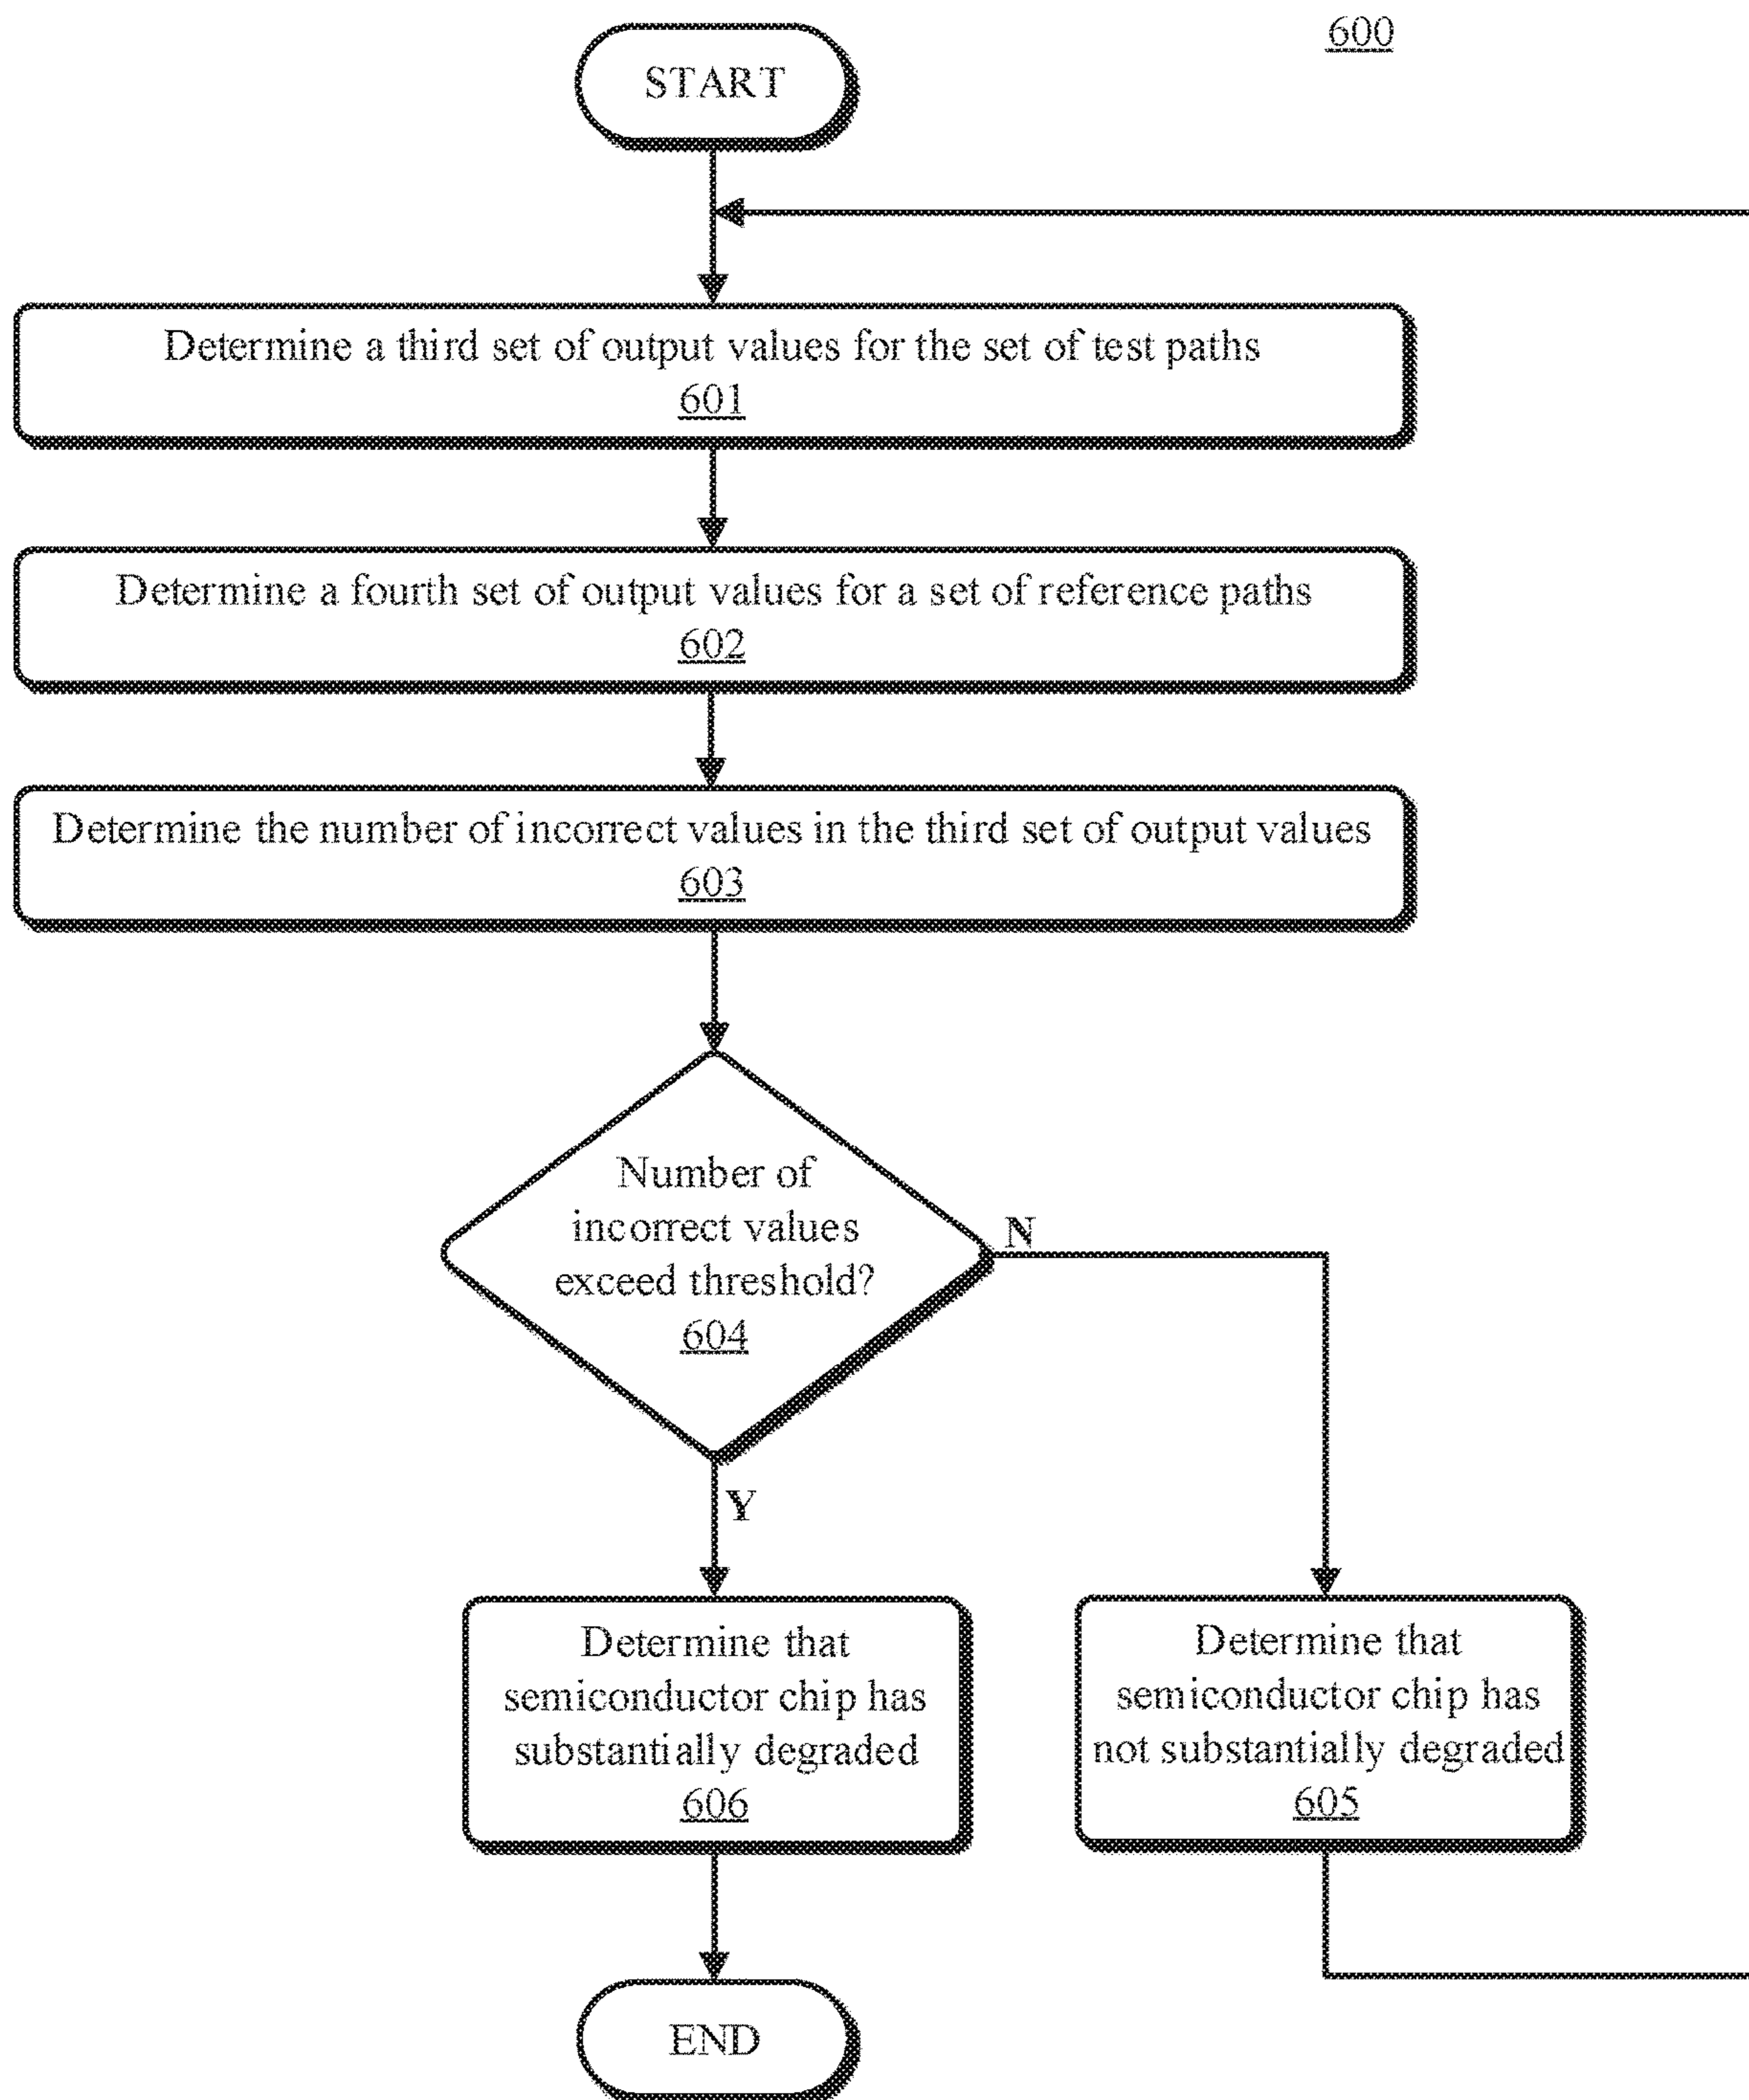 600
START
Determine a third set of output values for the set of test paths
601
Determine a fourth set of output values for a set of reference paths
602
Determine the number of incorrect values in the third set of output values
603
Number of
incorrect values
exceed threshold?
604
N
Y
Determine that
semiconductor chip has
substantially degraded
606
Determine that
semiconductor chip has
not substantially degraded
605
END